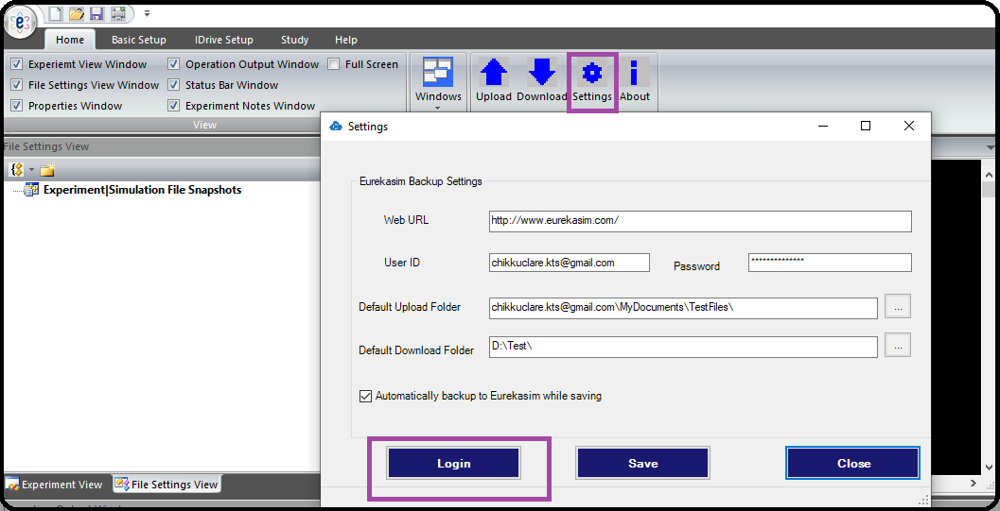 Home Basic Setup IDrive Setup Study Help
Experiemt View Window Operation Output Window Full Screen
File Settings View Window Status Bar Window
Properties Window Experiment Notes Window
View
Windows Upload Download Settings About
Settings
File Settings View
Experiment|Simulation File Snapshots
Eurekasim Backup Settings
Web URL http://www.eurekasim.com/
User ID chikkuclare.kts@gmail.com Password **************
Default Upload Folder chikkuclare.kts@gmail.com\MyDocuments\TestFiles\ ...
Default Download Folder D:\Test\ ...
Automatically backup to Eurekasim while saving
Login Save Close
Experiment View File Settings View